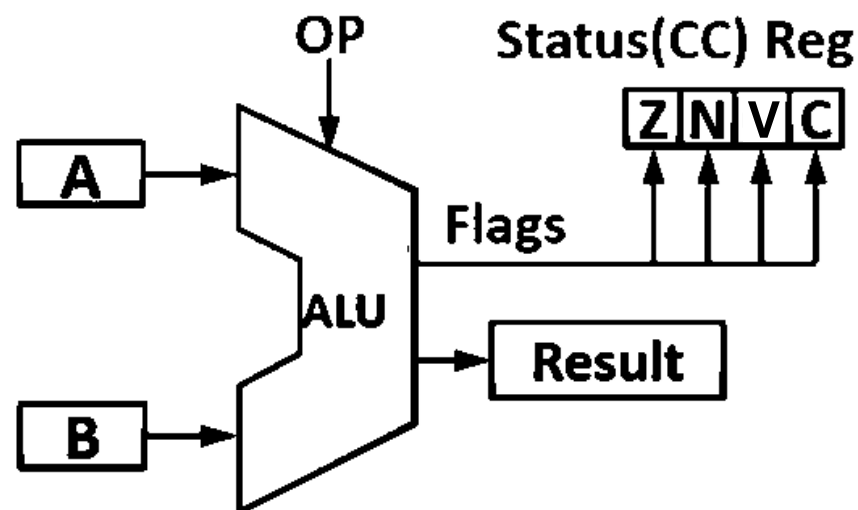 OP
Status(CC) Reg
Z N V C
A
Flags
ALU
Result
B